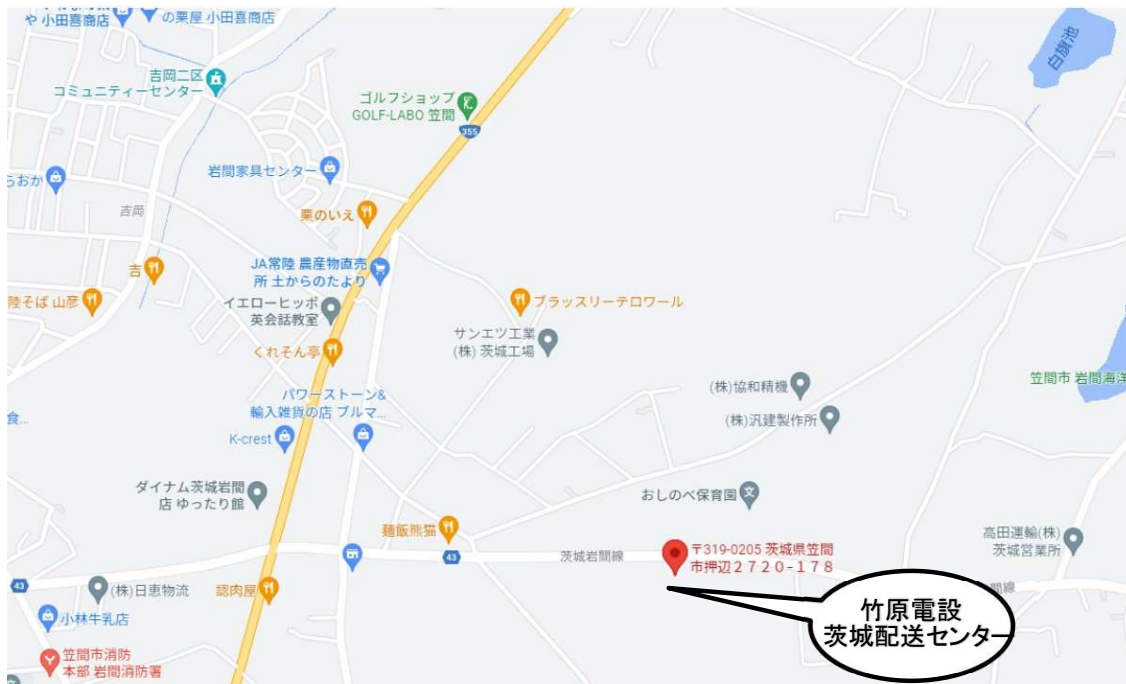 や 小田喜商店
の栗屋 小田喜商店
白旗池
吉岡二区
コミュニティーセンター
ゴルフショップ
GOLF-LABO 笠間
355
岩間家具センター
らおか
吉岡
栗のいえ
JA常陸 農産物直売
所 土からのたより
吉
陸そば 山彦
イエローヒッポ
英会話教室
ブラッスリーテロワール
サンエツ工業
(株) 茨城工場
くれそん亭
(株)協和精機
笠間市 岩間海洋
パワーストーン&
輸入雑貨の店 ブルマ...
(株)汎建製作所
食...
K-crest
ダイナム茨城岩間
店 ゆったり館
おしのべ保育園
麺飯熊猫
高田運輸(株)
茨城営業所
43
茨城岩間線
〒319-0205 茨城県笠間
市押辺2720-178
43
(株)日恵物流
認肉屋
間線
竹原電設
茨城配送センター
小林牛乳店
笠間市消防
本部 岩間消防署